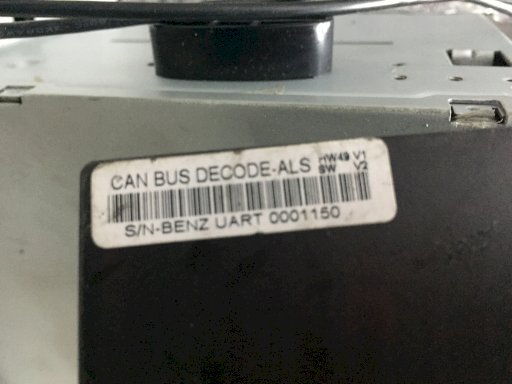 CAN BUS DECODE-ALS HW49 V1
SW V2
S/N-BENZ UART 0001150